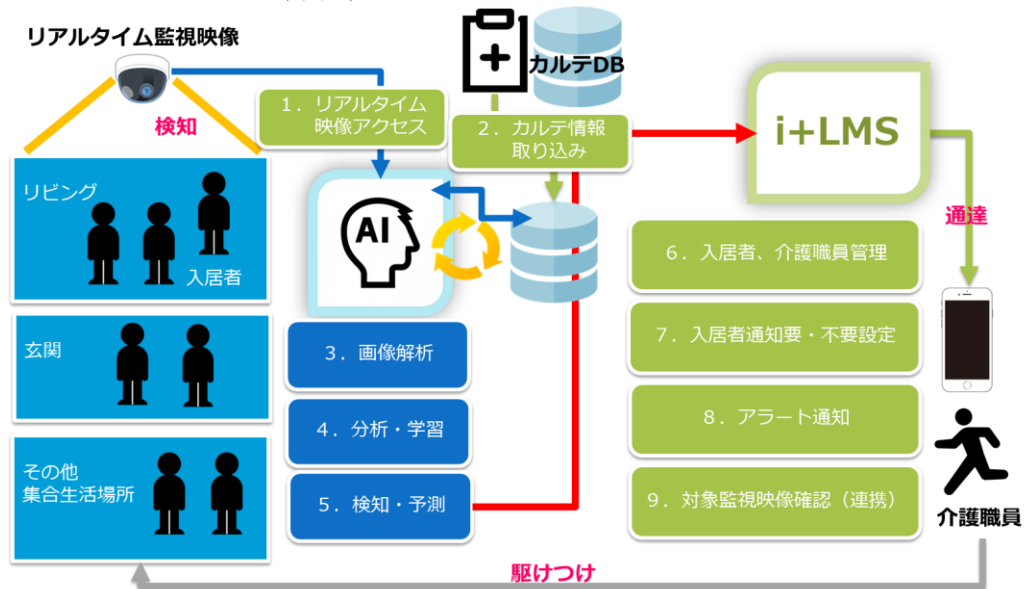 リアルタイム監視映像
検知
カルテDB
1．リアルタイム
映像アクセス
2．カルテ情報
取り込み
i+LMS
通達
リビング
入居者
AI
玄関
その他
集合生活場所
3．画像解析
4．分析・学習
5．検知・予測
6．入居者、介護職員管理
7．入居者通知要・不要設定
8．アラート通知
9．対象監視映像確認（連携）
介護職員
駆けつけ